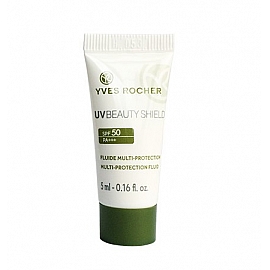 YVES ROCHER
UV BEAUTY SHIELD
SPF 50
PA+++
FLUIDE MULTI-PROTECTION
MULTI-PROTECTION FLUID
5 ml - 0.16 fl. oz.